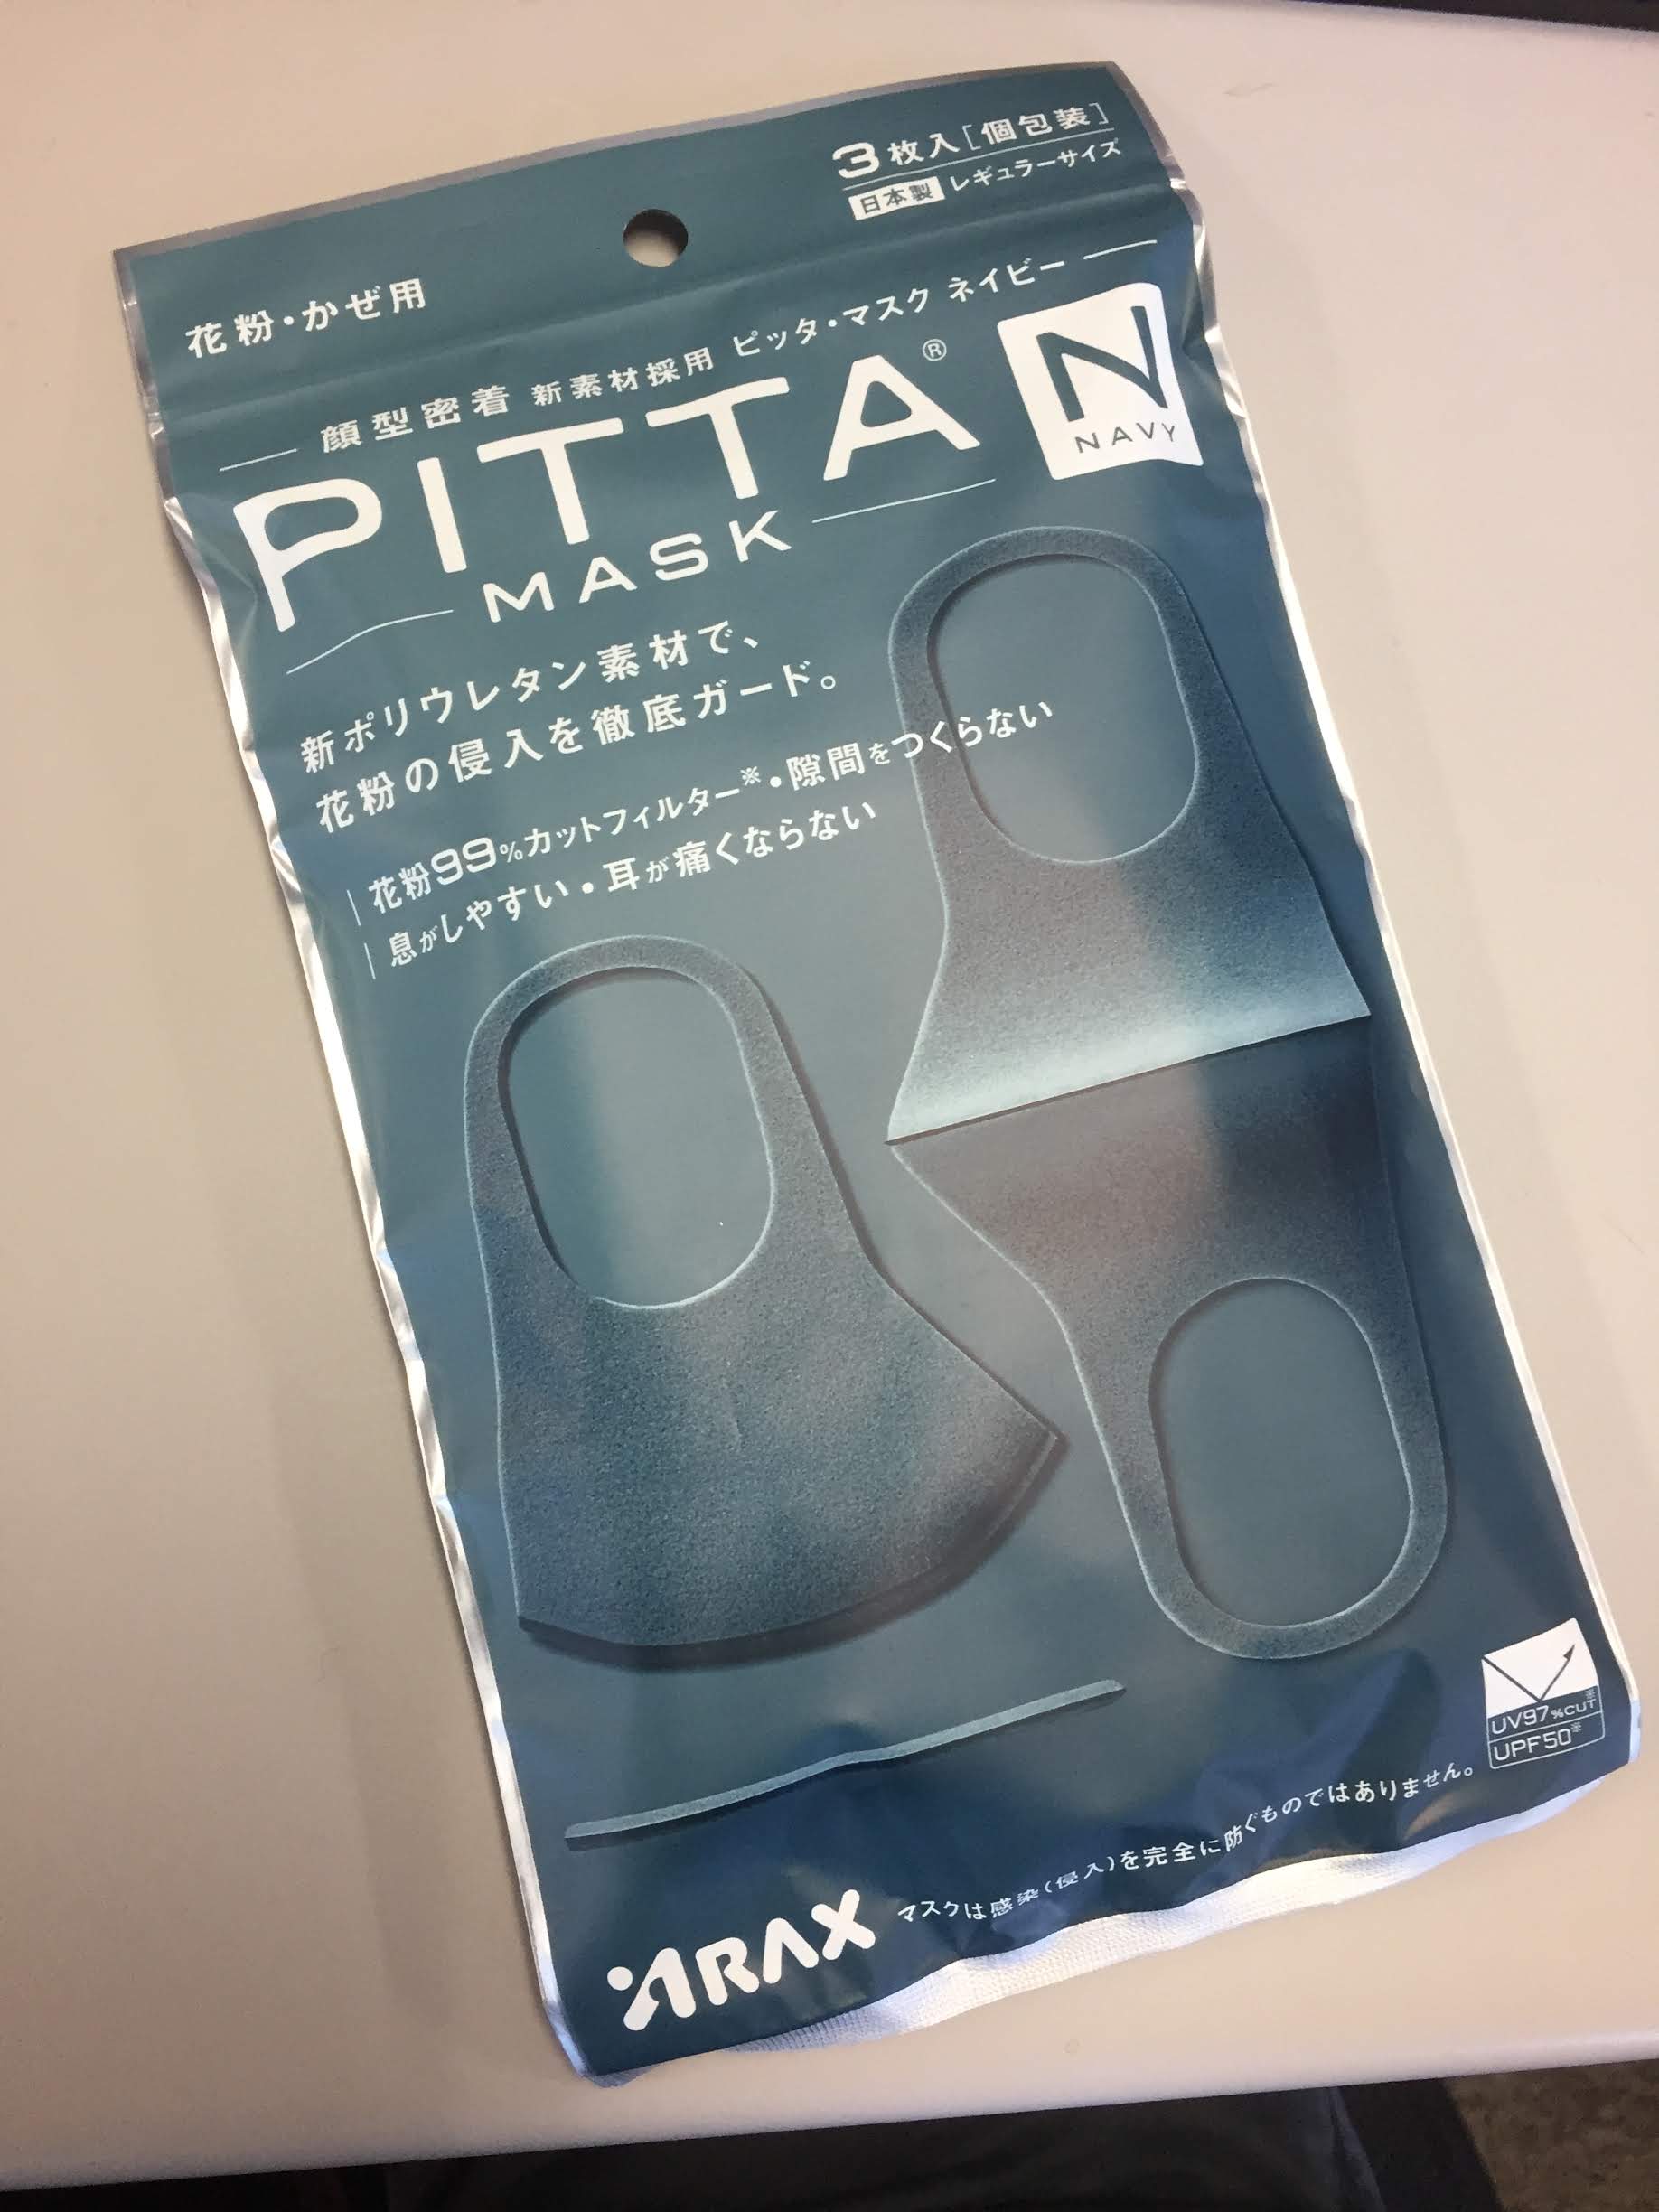 3枚入[個包装]
日本製 レギュラーサイズ
花粉・かぜ用
顔型密着 新素材採用 ピッタ・マスク ネイビー
PITTA®
MASK
N
NAVY
新ポリウレタン素材で、
花粉の侵入を徹底ガード。
花粉99%カットフィルター※・隙間をつくらない
息がしやすい・耳が痛くならない
UV97%CUT※
UPF50※
マスクは感染(侵入)を完全に防ぐものではありません。
ARAX